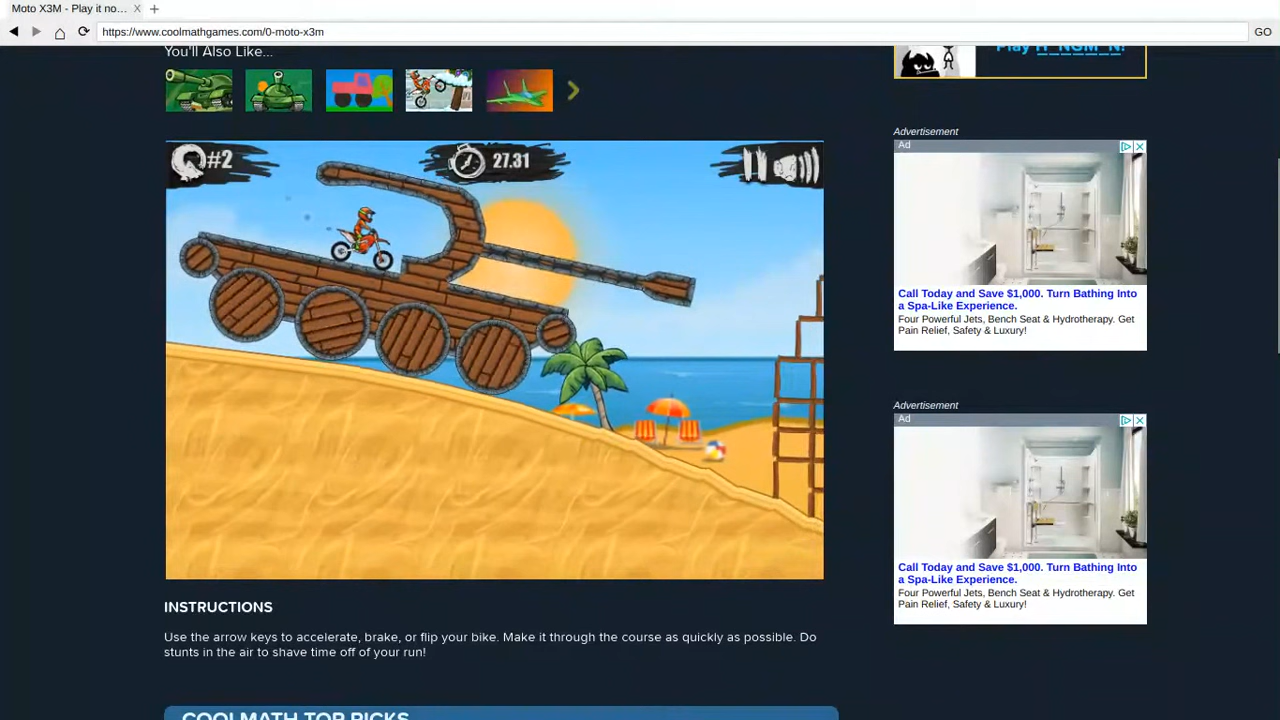 Moto X3M - Play it no...
https://www.coolmathgames.com/0-moto-x3m
GO
You'll Also Like...
Play H_NGM_N!
#2
27.31
Advertisement
Ad
Call Today and Save $1,000. Turn Bathing Into
a Spa-Like Experience.
Four Powerful Jets, Bench Seat & Hydrotherapy. Get
Pain Relief, Safety & Luxury!
Advertisement
Ad
Call Today and Save $1,000. Turn Bathing Into
a Spa-Like Experience.
Four Powerful Jets, Bench Seat & Hydrotherapy. Get
Pain Relief, Safety & Luxury!
INSTRUCTIONS
Use the arrow keys to accelerate, brake, or flip your bike. Make it through the course as quickly as possible. Do
stunts in the air to shave time off of your run!
COOLMATH TOP PICKS